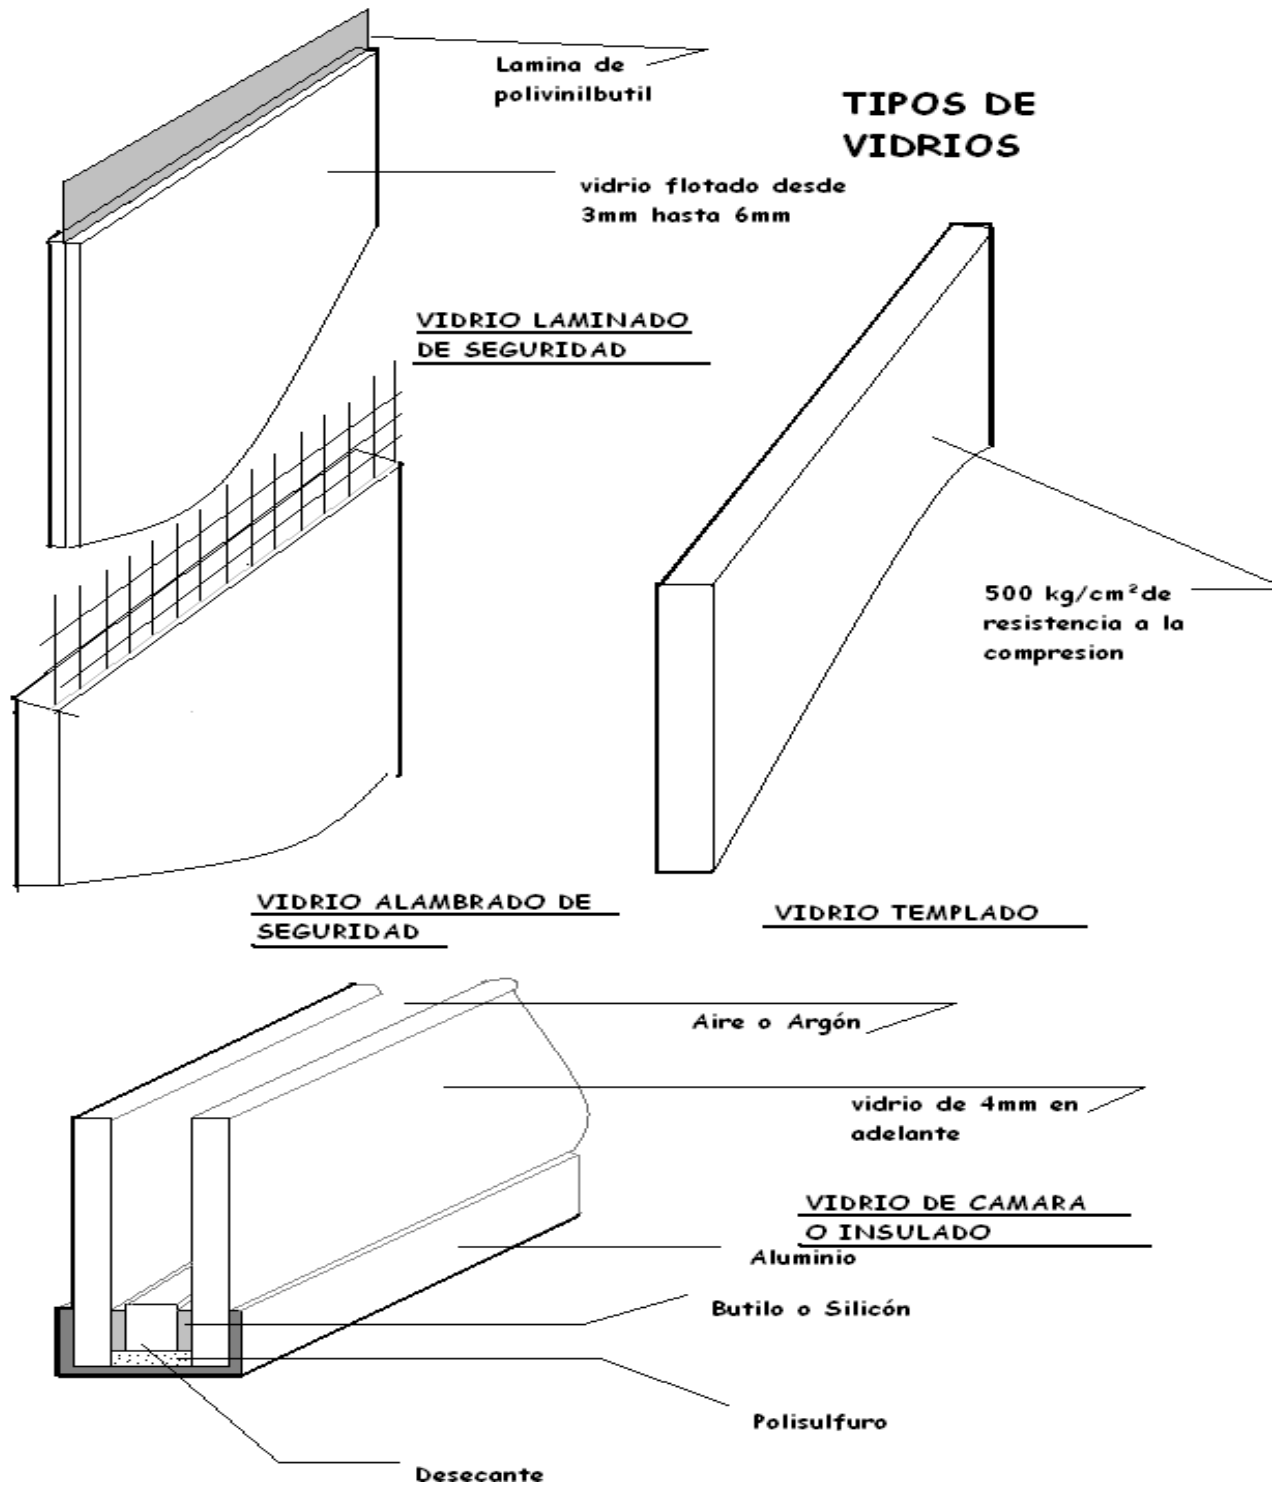 Lamina de
polivinilbutil
TIPOS DE
VIDRIOS
vidrio flotado desde
3mm hasta 6mm
VIDRIO LAMINADO
DE SEGURIDAD
500 kg/cm²de
resistencia a la
compresion
VIDRIO ALAMBRADO DE
SEGURIDAD
VIDRIO TEMPLADO
Aire o Argón
vidrio de 4mm en
adelante
VIDRIO DE CAMARA
O INSULADO
Aluminio
Butilo o Silicón
Polisulfuro
Desecante